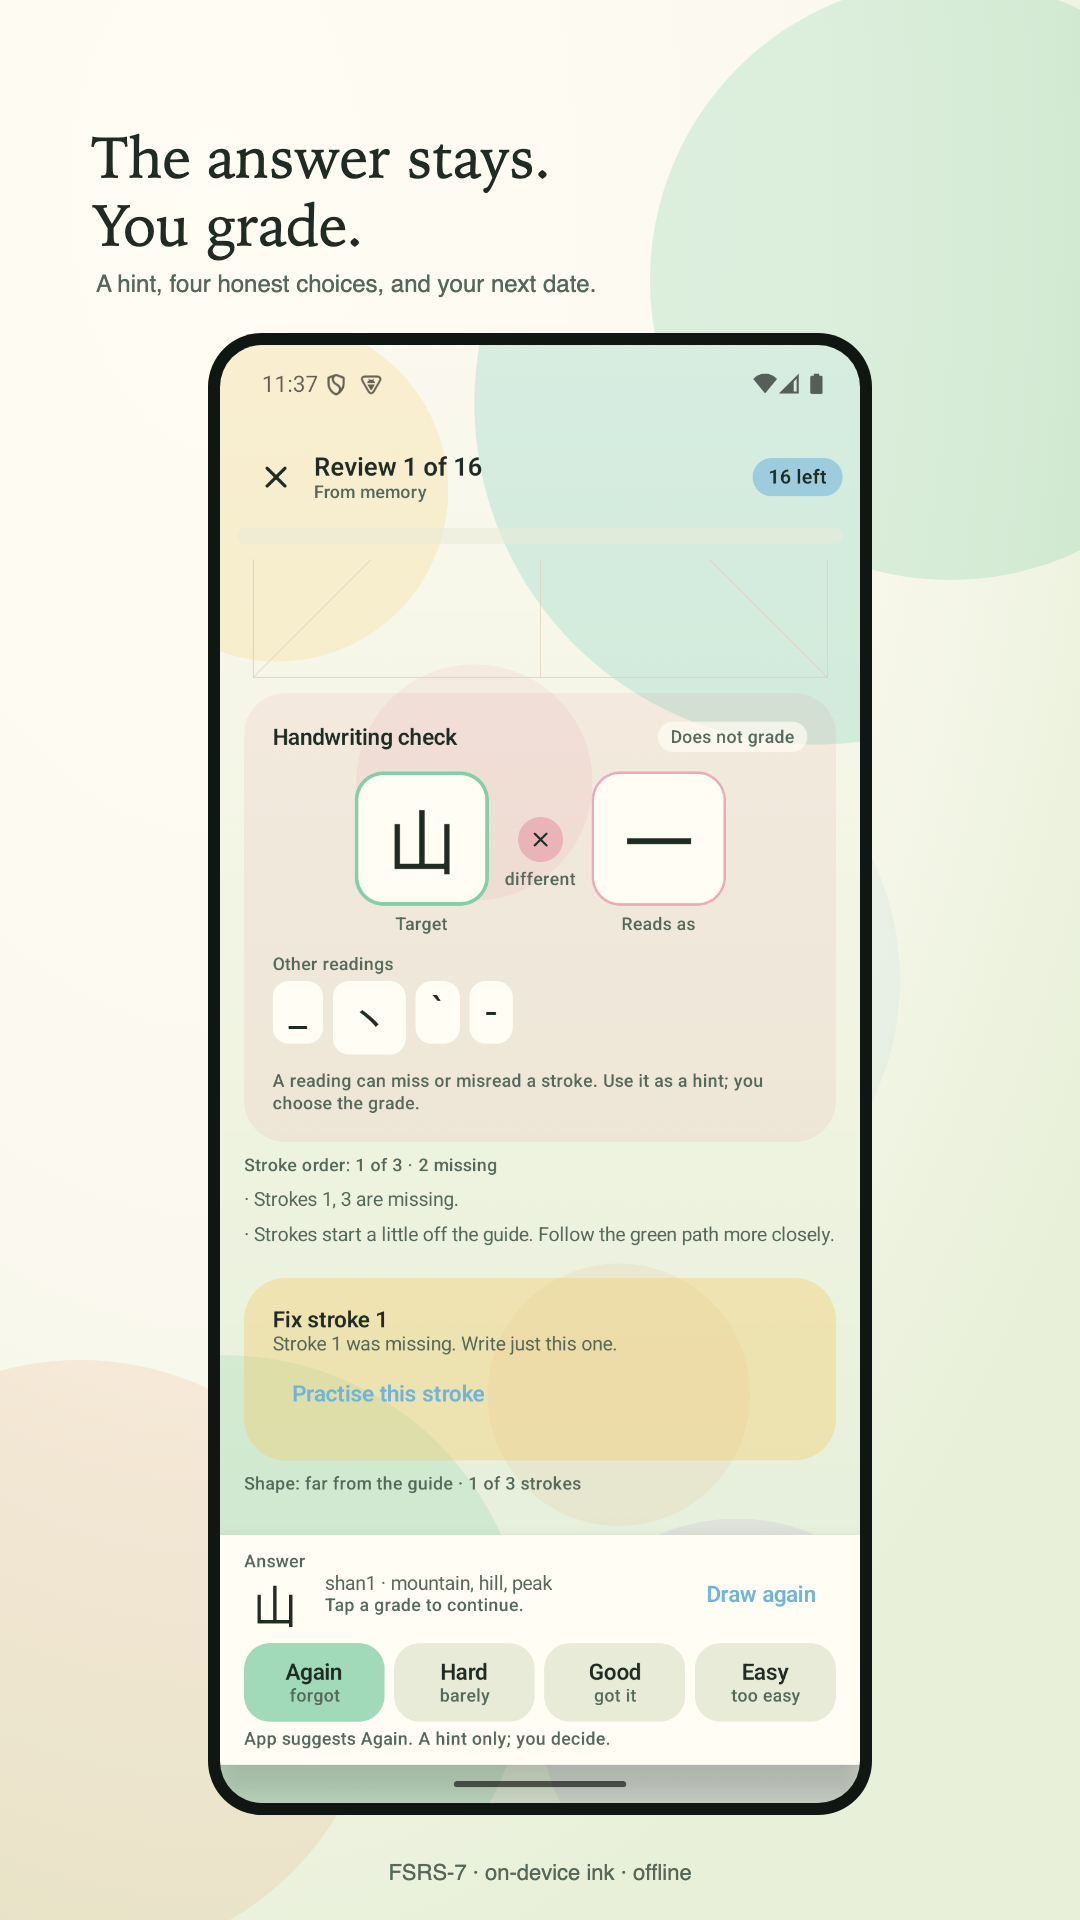 The answer stays.
You grade.
A hint, four honest choices, and your next date.
11:37
Review 1 of 16
From memory
16 left
Handwriting check
Does not grade
山
一
different
Target
Reads as
Other readings
_
丶
`
-
A reading can miss or misread a stroke. Use it as a hint; you
choose the grade.
Stroke order: 1 of 3 · 2 missing
· Strokes 1, 3 are missing.
· Strokes start a little off the guide. Follow the green path more closely.
Fix stroke 1
Stroke 1 was missing. Write just this one.
Practise this stroke
Shape: far from the guide · 1 of 3 strokes
Answer
山
shan1 · mountain, hill, peak
Tap a grade to continue.
Draw again
Again
forgot
Hard
barely
Good
got it
Easy
too easy
App suggests Again. A hint only; you decide.
FSRS-7 · on-device ink · offline